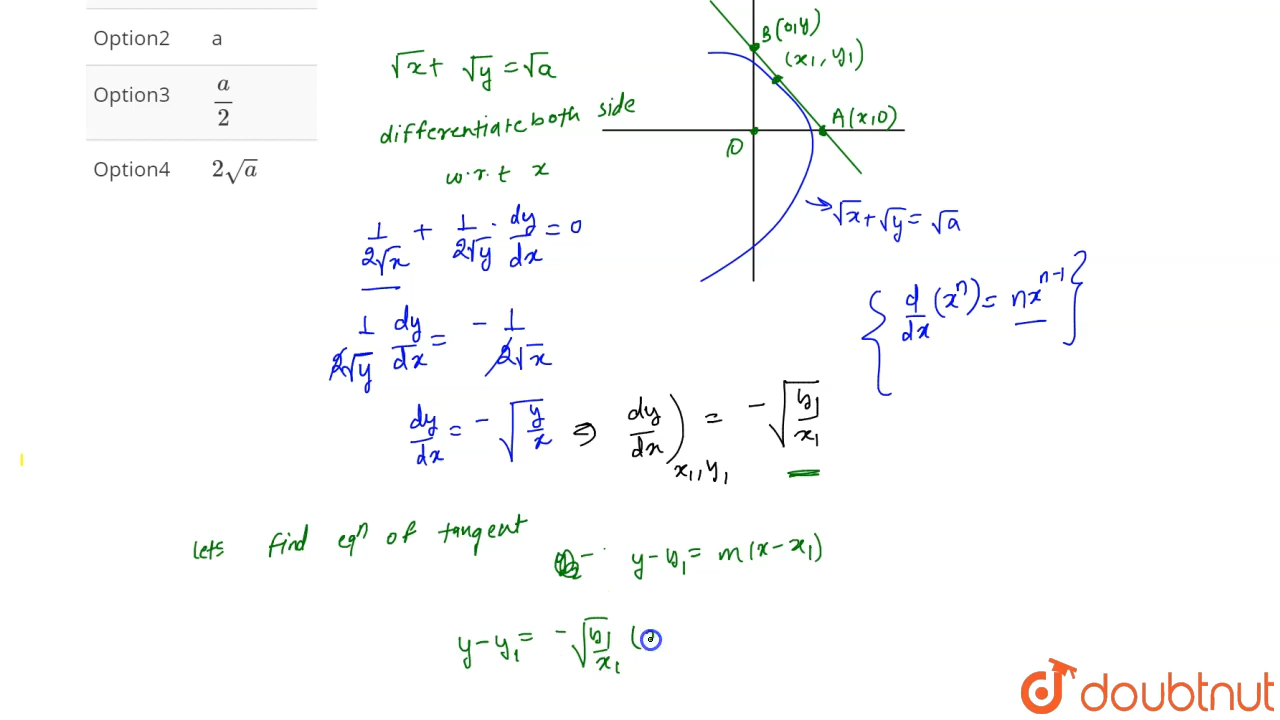 Option2 a
Option3 a/2
Option4 2√a
√x + √y = √a
differentiate both side
w.r.t x
1/2√x + 1/2√y · dy/dx = 0
1/2√y dy/dx = - 1/2√x
dy/dx = - √y/x ⇒ dy/dx)x₁,y₁ = - √y₁/x₁
B(0,y)
(x₁, y₁)
A(x,0)
O
→ √x + √y = √a
{ d/dx (xⁿ) = nxⁿ⁻¹ }
Lets find eqⁿ of tangent
:- y - y₁ = m(x - x₁)
y - y₁ = - √y₁/x₁ (
doubtnut